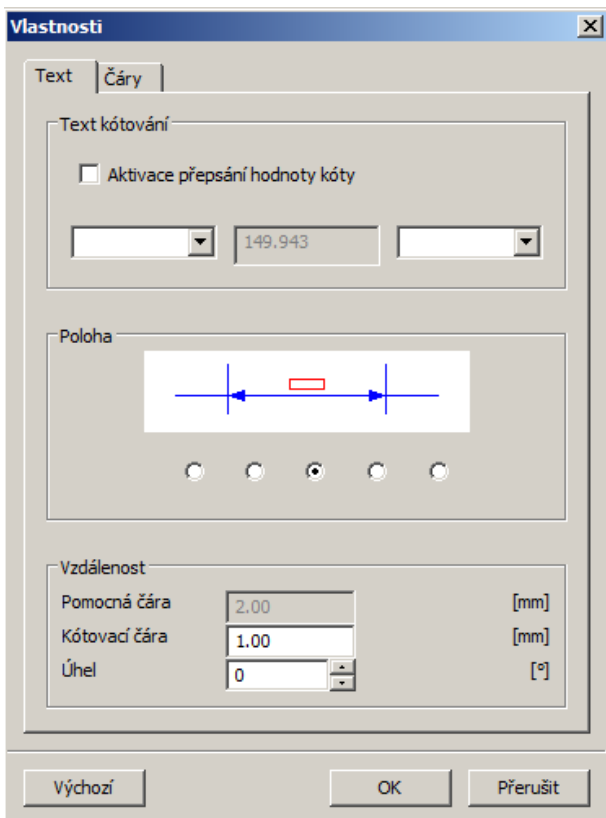 Vlastnosti
Text Čáry
Text kótování
Aktivace přepsání hodnoty kóty
149.943
Poloha
Vzdálenost
Pomocná čára 2.00 [mm]
Kótovací čára 1.00 [mm]
Úhel 0 [°]
Výchozí OK Přerušit